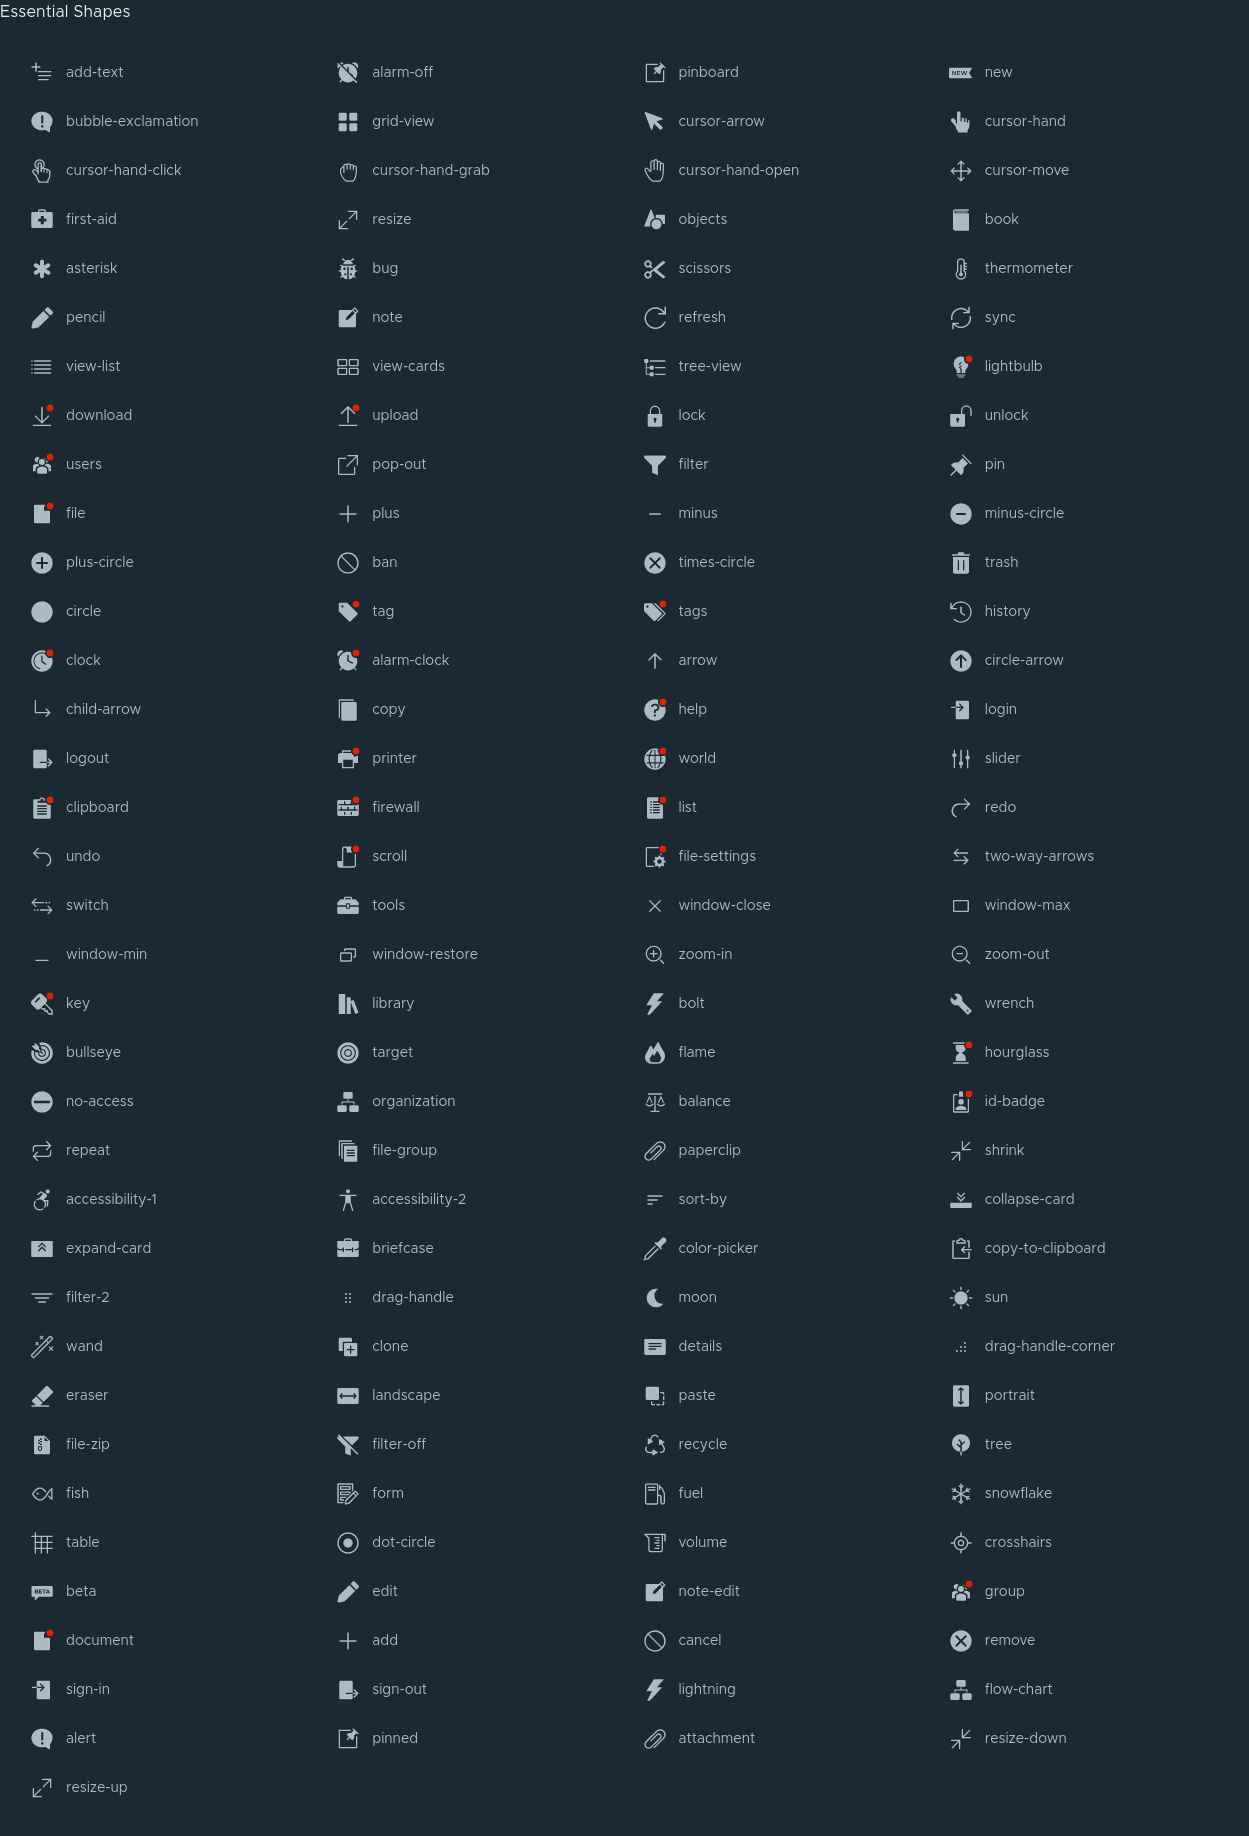 Essential Shapes
add-text alarm-off pinboard NEW new
bubble-exclamation grid-view cursor-arrow cursor-hand
cursor-hand-click cursor-hand-grab cursor-hand-open cursor-move
first-aid resize objects book
asterisk bug scissors thermometer
pencil note refresh sync
view-list view-cards tree-view lightbulb
download upload lock unlock
users pop-out filter pin
file plus minus minus-circle
plus-circle ban times-circle trash
circle tag tags history
clock alarm-clock arrow circle-arrow
child-arrow copy help login
logout printer world slider
clipboard firewall list redo
undo scroll file-settings two-way-arrows
switch tools window-close window-max
window-min window-restore zoom-in zoom-out
key library bolt wrench
bullseye target flame hourglass
no-access organization balance id-badge
repeat file-group paperclip shrink
accessibility-1 accessibility-2 sort-by collapse-card
expand-card briefcase color-picker copy-to-clipboard
filter-2 drag-handle moon sun
wand clone details drag-handle-corner
eraser landscape paste portrait
file-zip filter-off recycle tree
fish form fuel snowflake
table dot-circle volume crosshairs
BETA beta edit note-edit group
document add cancel remove
sign-in sign-out lightning flow-chart
alert pinned attachment resize-down
resize-up